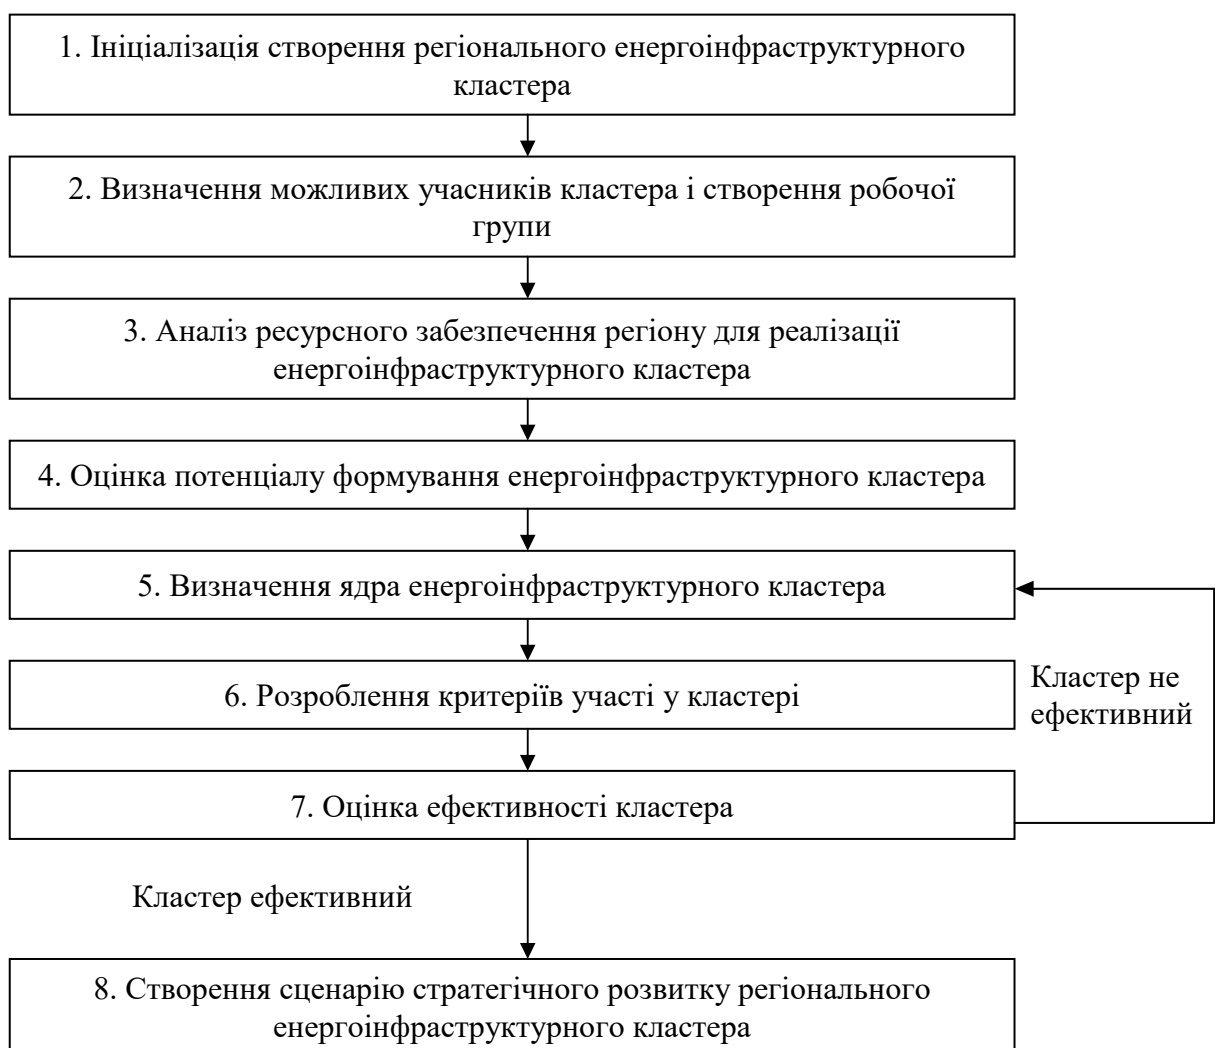 1. Ініціалізація створення регіонального енергоінфраструктурного
кластера
2. Визначення можливих учасників кластера і створення робочої
групи
3. Аналіз ресурсного забезпечення регіону для реалізації
енергоінфраструктурного кластера
4. Оцінка потенціалу формування енергоінфраструктурного кластера
5. Визначення ядра енергоінфраструктурного кластера
6. Розроблення критеріїв участі у кластері
Кластер не
ефективний
7. Оцінка ефективності кластера
Кластер ефективний
8. Створення сценарію стратегічного розвитку регіонального
енергоінфраструктурного кластера